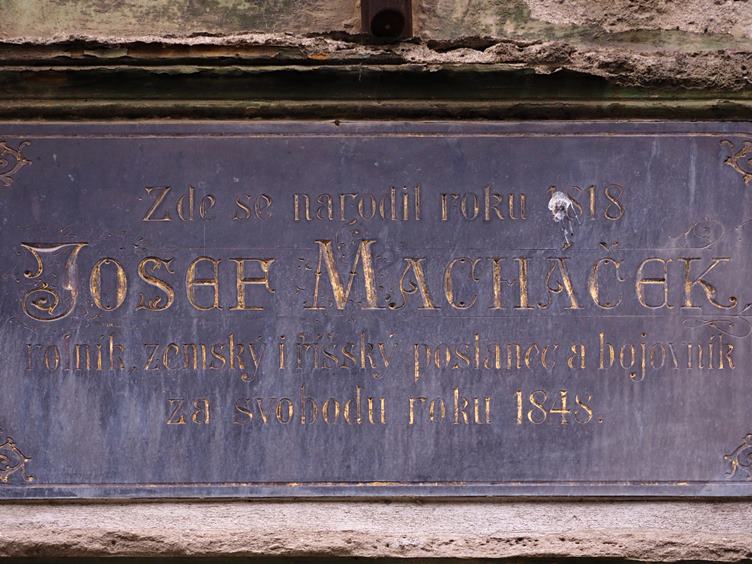 Zde se narodil roku 1818
JOSEF MACHÁČEK
rolník, zemský i říšský poslanec a bojovník
za svobodu roku 1848.